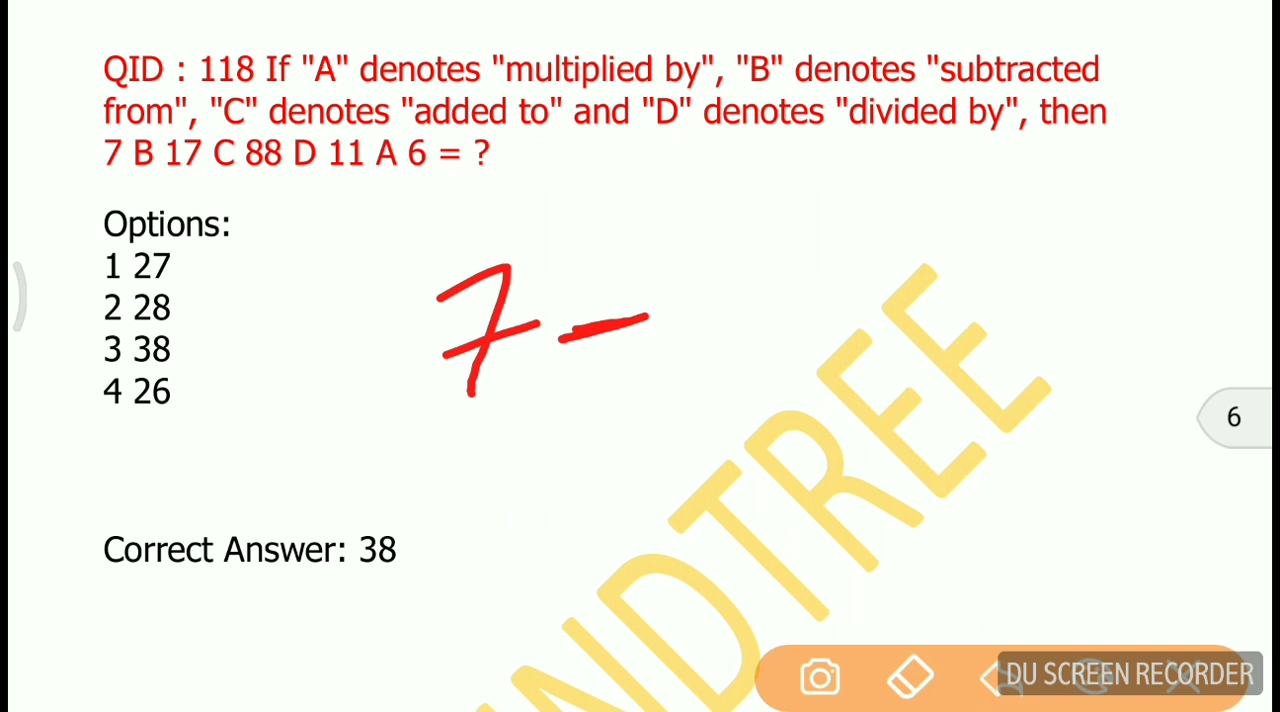 QID : 118 If "A" denotes "multiplied by", "B" denotes "subtracted
from", "C" denotes "added to" and "D" denotes "divided by", then
7 B 17 C 88 D 11 A 6 = ?
Options:
1 27
2 28
3 38
4 26
7 -
6
Correct Answer: 38
NDTREE
DU SCREEN RECORDER